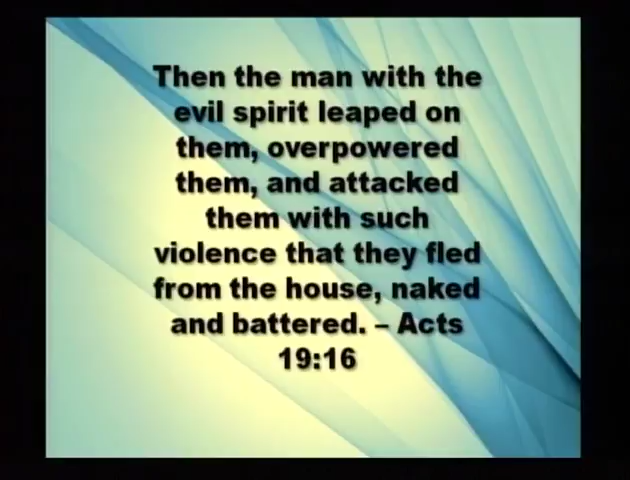 Then the man with the
evil spirit leaped on
them, overpowered
them, and attacked
them with such
violence that they fled
from the house, naked
and battered. – Acts
19:16